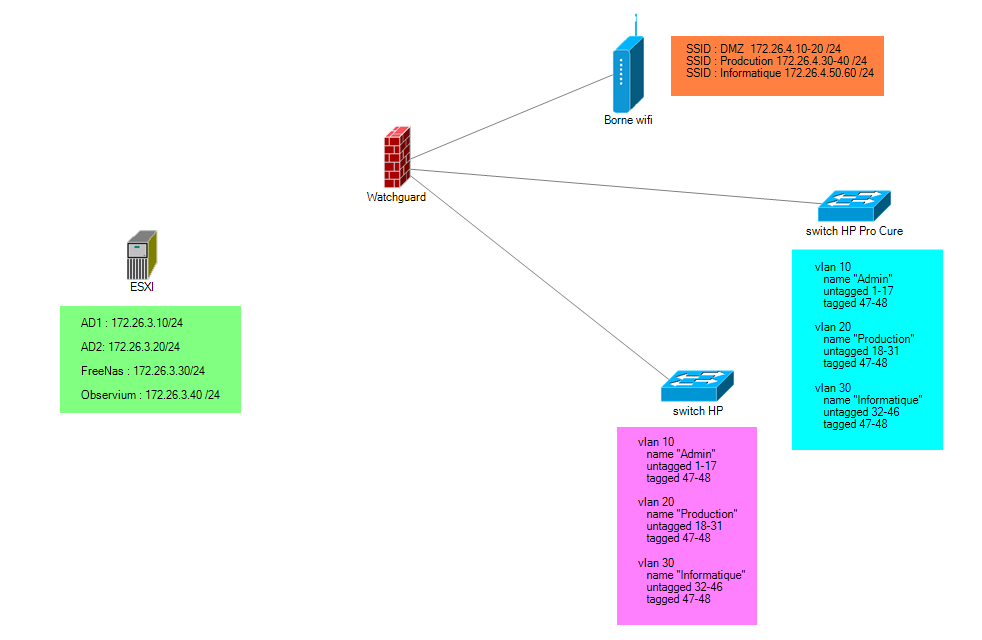 SSID : DMZ 172.26.4.10-20 /24
SSID : Prodcution 172.26.4.30-40 /24
SSID : Informatique 172.26.4.50.60 /24
Borne wifi
Watchguard
switch HP Pro Cure
vlan 10
name "Admin"
untagged 1-17
tagged 47-48
vlan 20
name "Production"
untagged 18-31
tagged 47-48
vlan 30
name "Informatique"
untagged 32-46
tagged 47-48
ESXI
AD1 : 172.26.3.10/24
AD2: 172.26.3.20/24
FreeNas : 172.26.3.30/24
Observium : 172.26.3.40 /24
switch HP
vlan 10
name "Admin"
untagged 1-17
tagged 47-48
vlan 20
name "Production"
untagged 18-31
tagged 47-48
vlan 30
name "Informatique"
untagged 32-46
tagged 47-48